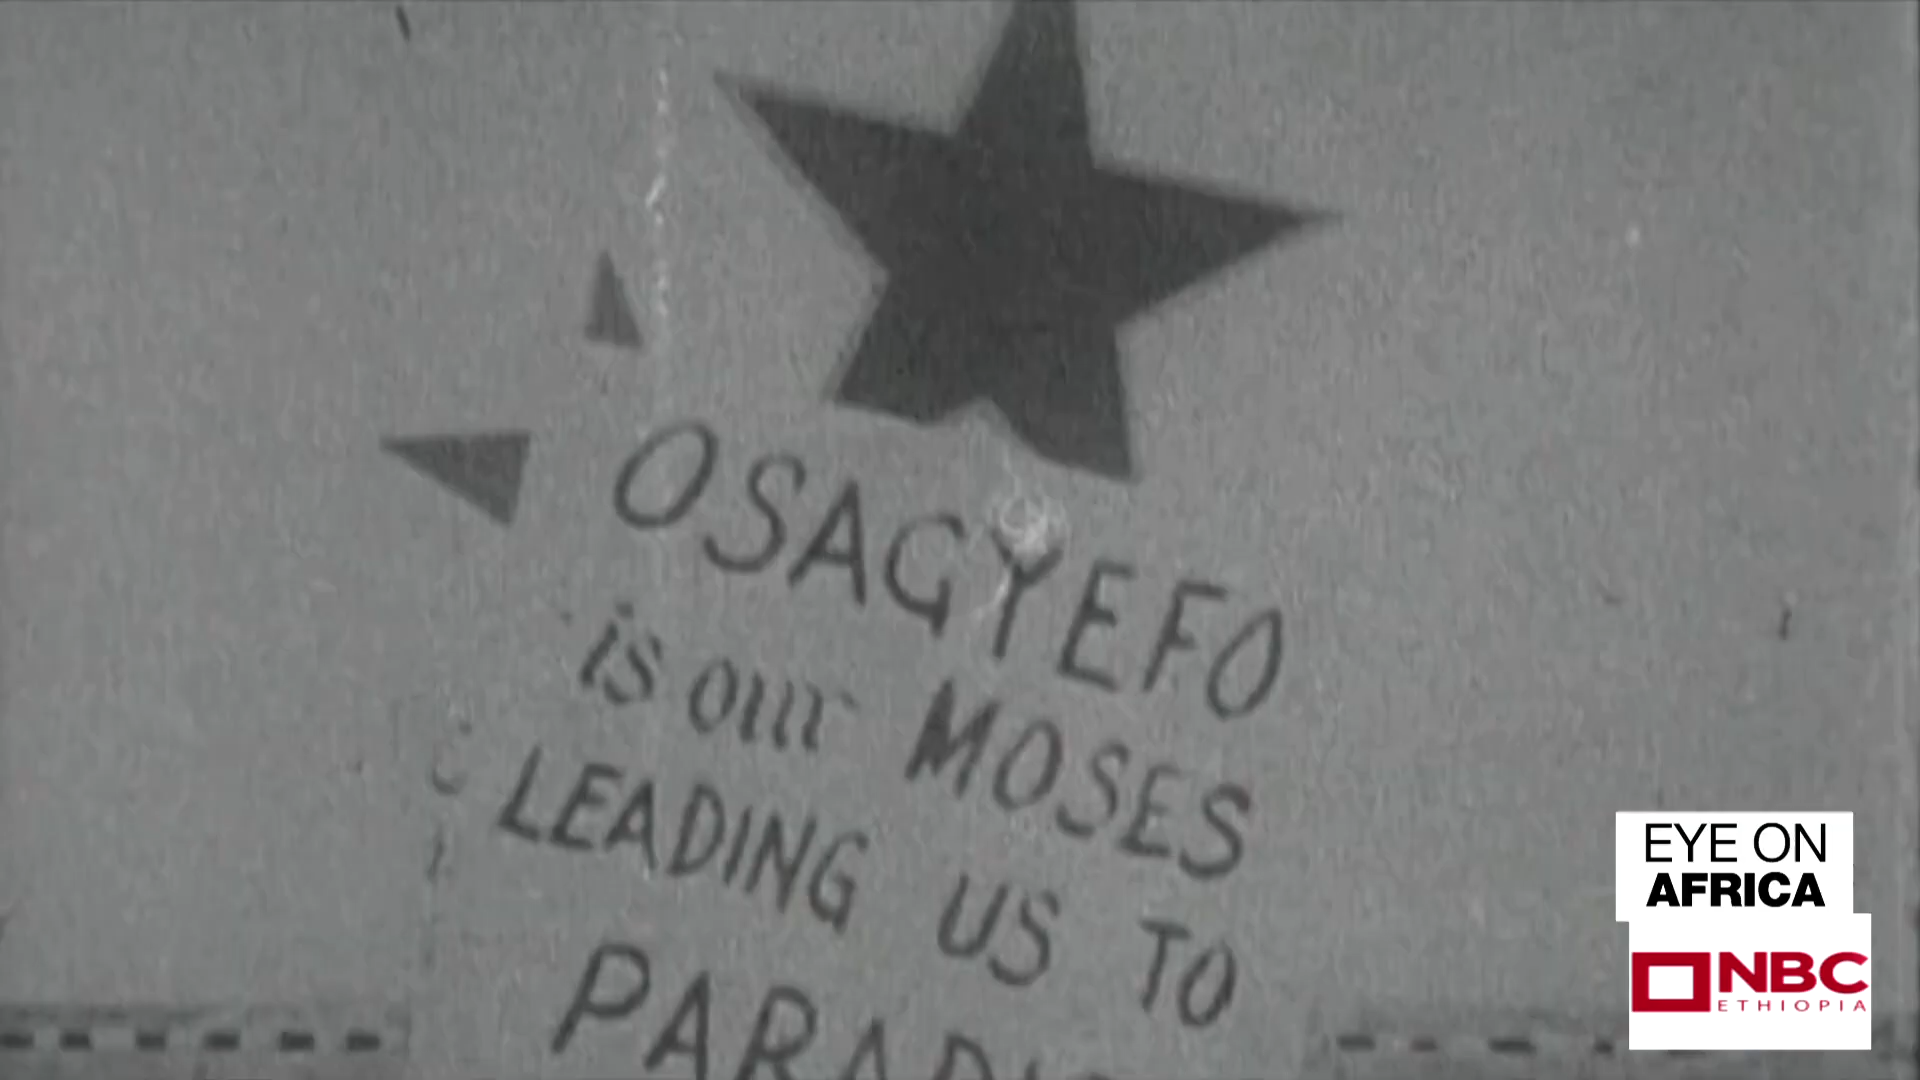 OSAGYEFO
is our MOSES
LEADING US TO
EYE ON
AFRICA
NBC
ETHIOPIA